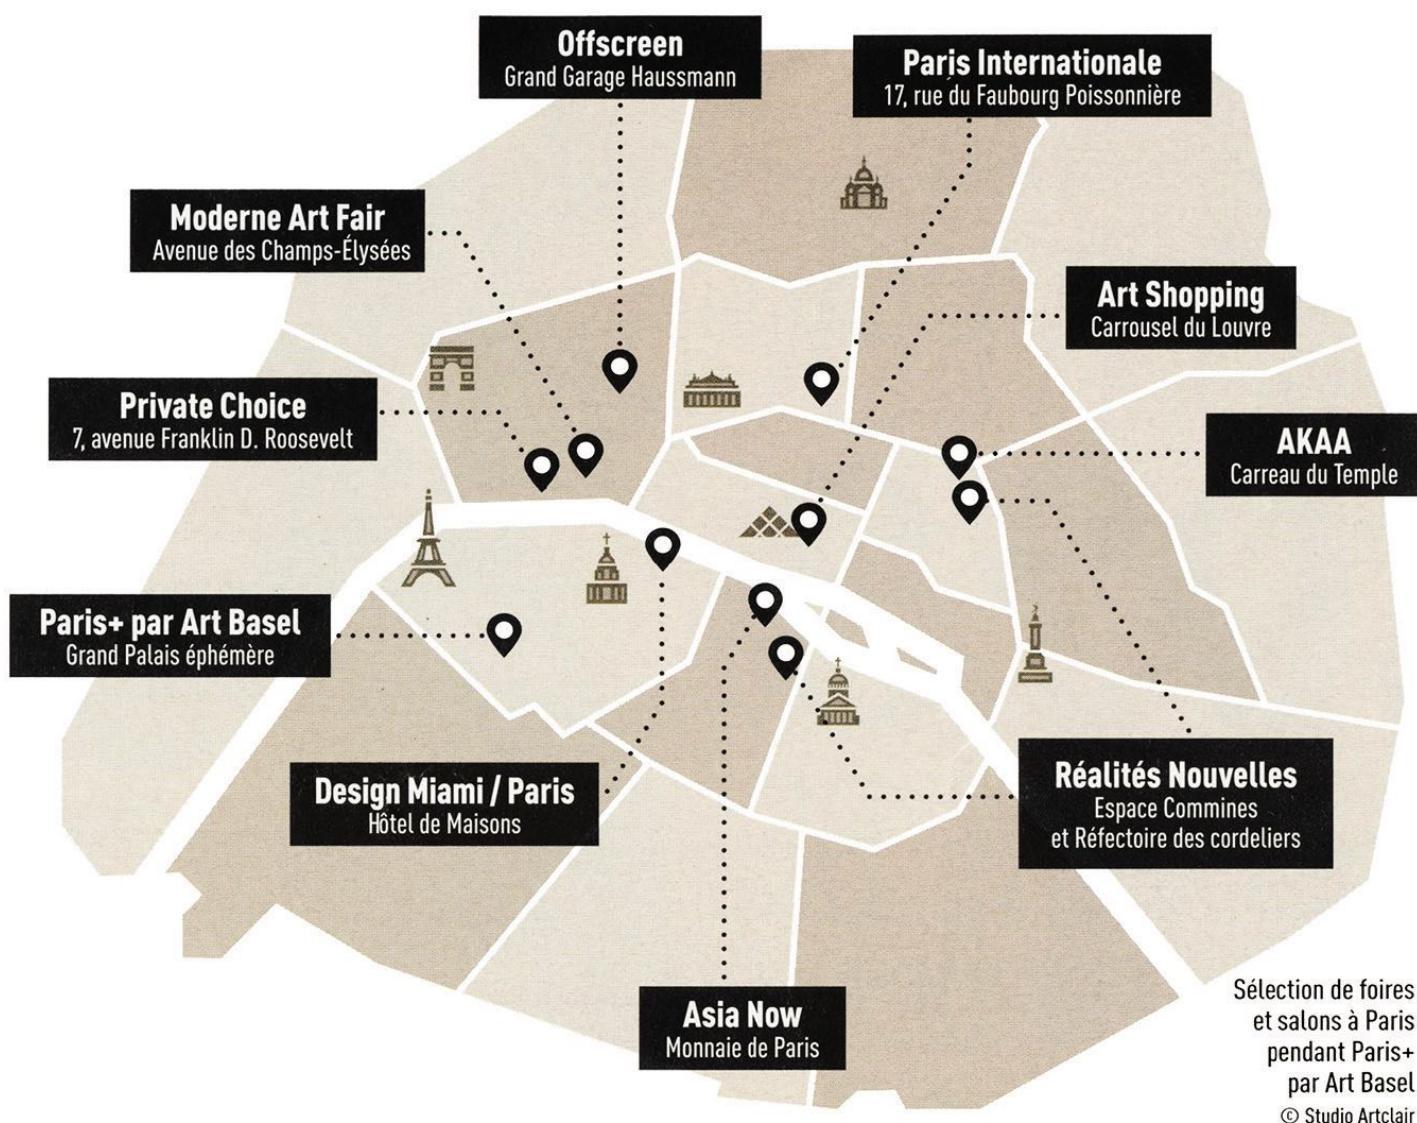 Offscreen
Grand Garage Haussmann
Paris Internationale
17, rue du Faubourg Poissonnière
Moderne Art Fair
Avenue des Champs-Élysées
Art Shopping
Carrousel du Louvre
Private Choice
7, avenue Franklin D. Roosevelt
AKAA
Carreau du Temple
Paris+ par Art Basel
Grand Palais éphémère
Design Miami / Paris
Hôtel de Maisons
Réalités Nouvelles
Espace Commines
et Réfectoire des cordeliers
Asia Now
Monnaie de Paris
Sélection de foires
et salons à Paris
pendant Paris+
par Art Basel
© Studio Artclair